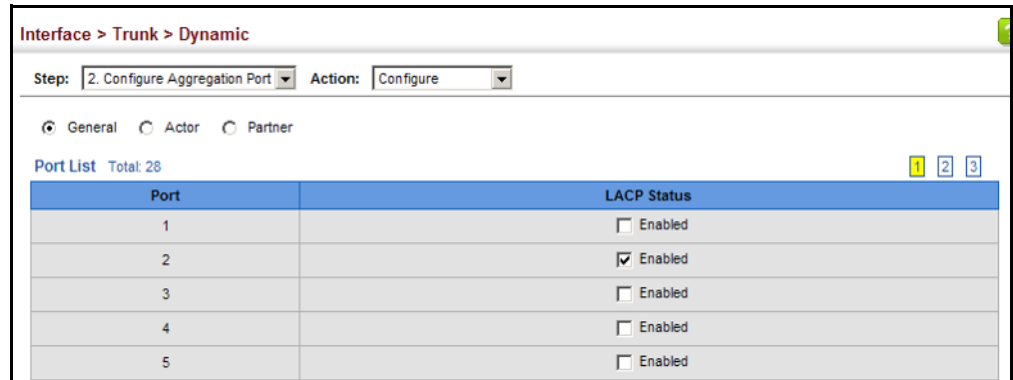 Interface > Trunk > Dynamic
Step: 2. Configure Aggregation Port Action: Configure
General Actor Partner
Port List Total: 28 1 2 3
Port LACP Status
1 Enabled
2 Enabled
3 Enabled
4 Enabled
5 Enabled